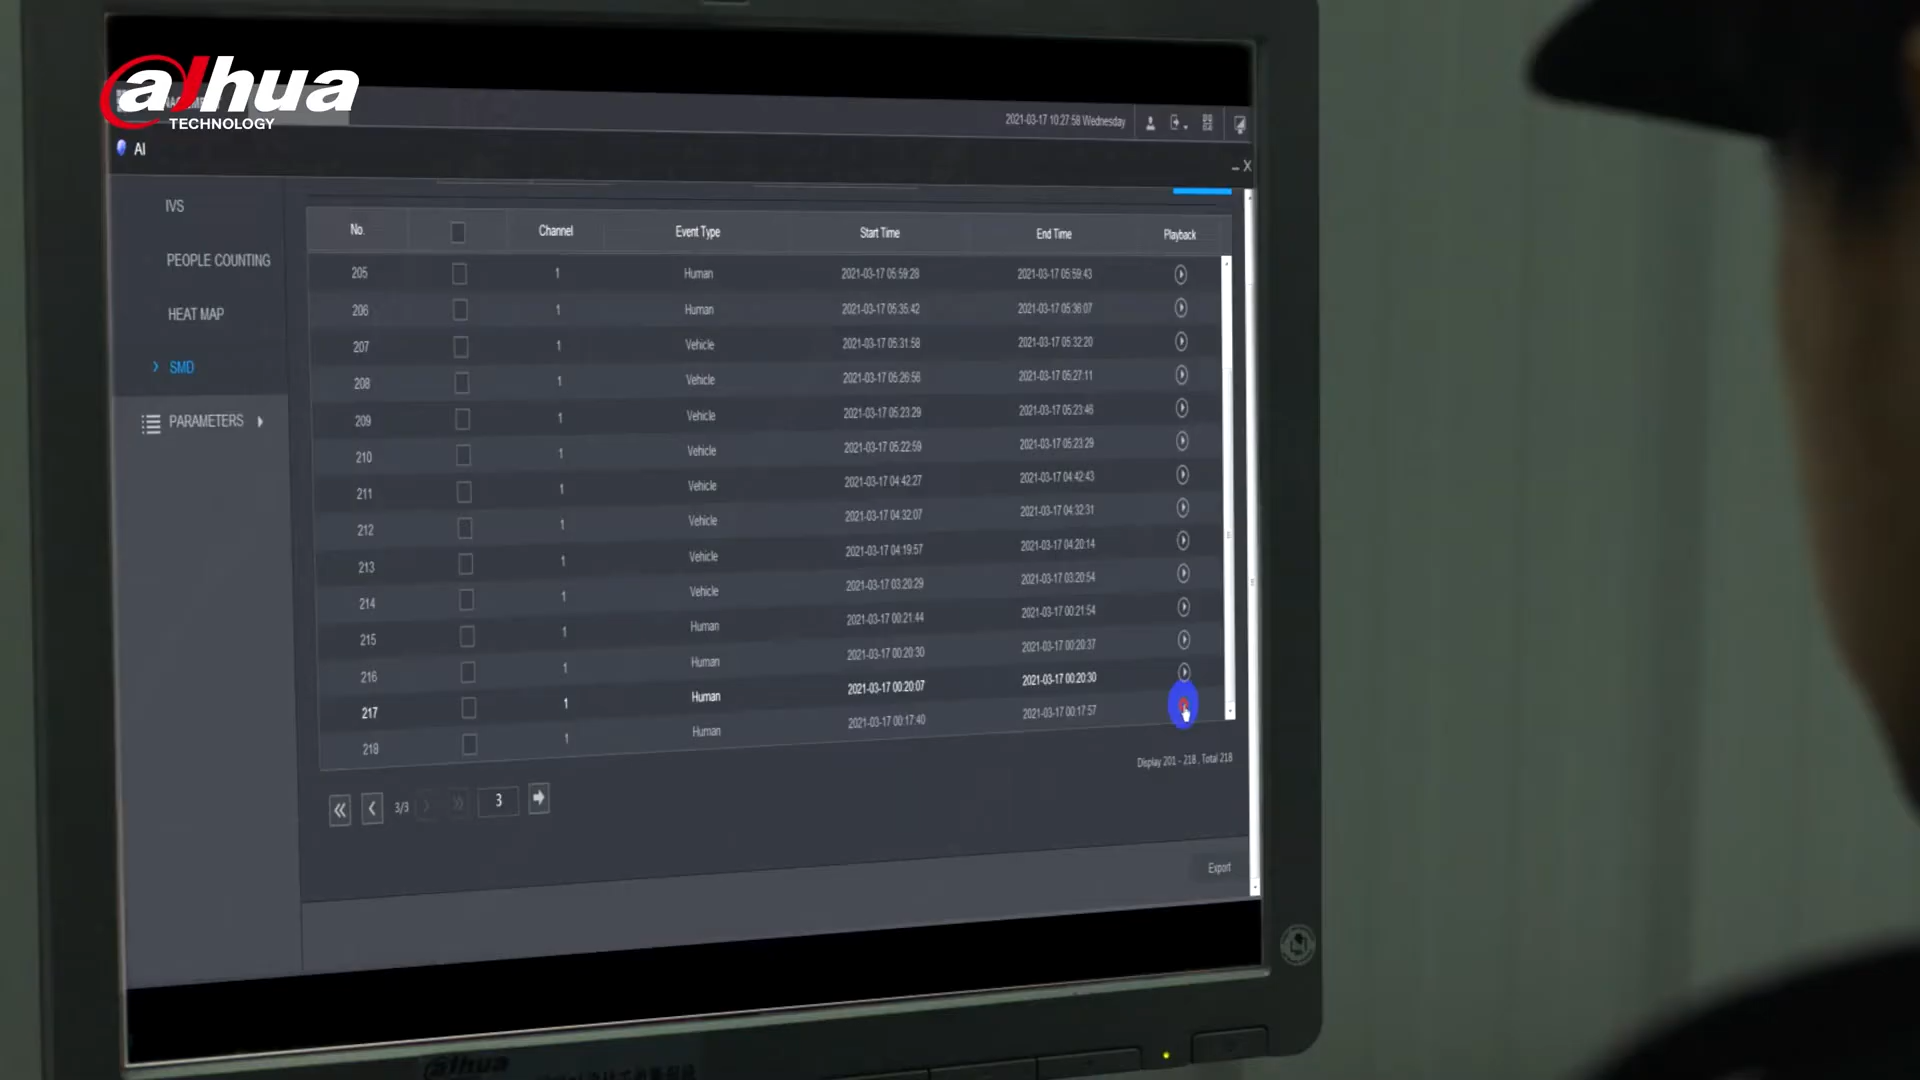 alhua
TECHNOLOGY
2021-03-17 10:27:58 Wednesday
AI
IVS
PEOPLE COUNTING
HEAT MAP
SMD
PARAMETERS
No. Channel Event Type Start Time End Time Playback
205 1 Human 2021-03-17 05:59:28 2021-03-17 05:59:43
206 1 Human 2021-03-17 05:35:42 2021-03-17 05:36:07
207 1 Vehicle 2021-03-17 05:31:58 2021-03-17 05:32:20
208 1 Vehicle 2021-03-17 05:26:56 2021-03-17 05:27:11
209 1 Vehicle 2021-03-17 05:23:29 2021-03-17 05:23:46
210 1 Vehicle 2021-03-17 05:22:59 2021-03-17 05:23:29
211 1 Vehicle 2021-03-17 04:42:27 2021-03-17 04:42:43
212 1 Vehicle 2021-03-17 04:32:07 2021-03-17 04:32:31
213 1 Vehicle 2021-03-17 04:19:57 2021-03-17 04:20:14
214 1 Vehicle 2021-03-17 03:20:29 2021-03-17 03:20:54
215 1 Human 2021-03-17 00:21:44 2021-03-17 00:21:54
216 1 Human 2021-03-17 00:20:30 2021-03-17 00:20:37
217 1 Human 2021-03-17 00:20:07 2021-03-17 00:20:30
218 1 Human 2021-03-17 00:17:40 2021-03-17 00:17:57
Display 201 - 218 , Total 218
3/3 3
Export
alhua